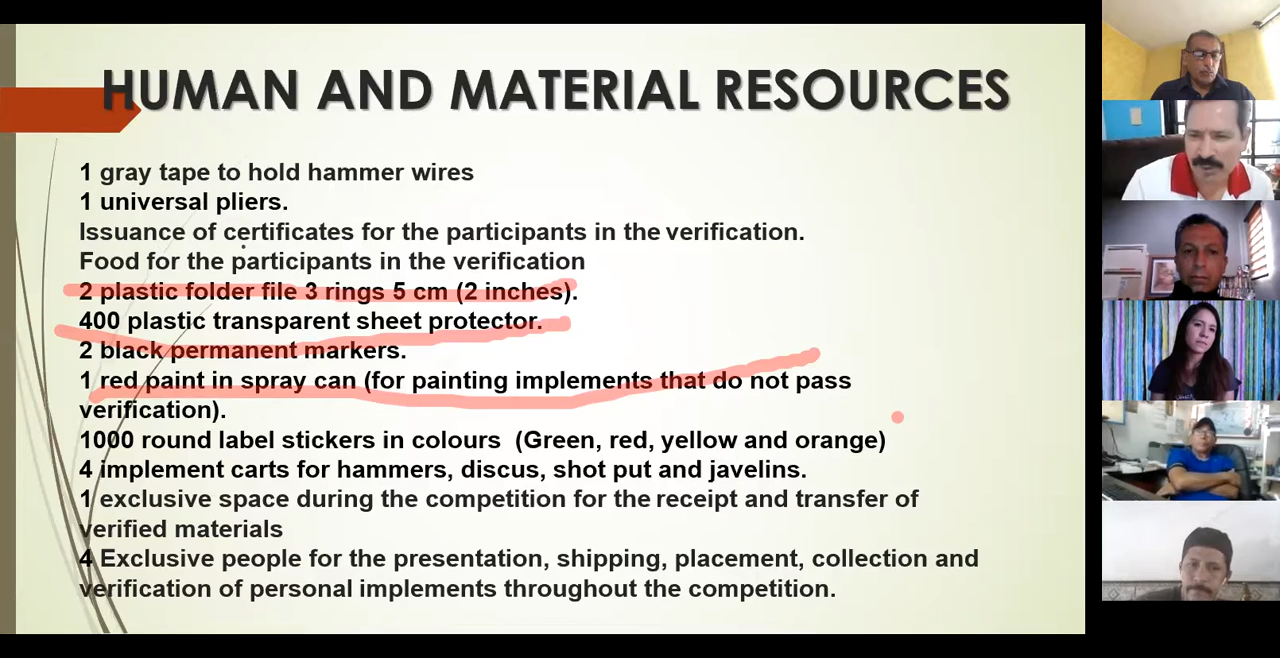 HUMAN AND MATERIAL RESOURCES
1 gray tape to hold hammer wires
1 universal pliers.
Issuance of certificates for the participants in the verification.
Food for the participants in the verification
2 plastic folder file 3 rings 5 cm (2 inches).
400 plastic transparent sheet protector.
2 black permanent markers.
1 red paint in spray can (for painting implements that do not pass
verification).
1000 round label stickers in colours (Green, red, yellow and orange)
4 implement carts for hammers, discus, shot put and javelins.
1 exclusive space during the competition for the receipt and transfer of
verified materials
4 Exclusive people for the presentation, shipping, placement, collection and
verification of personal implements throughout the competition.